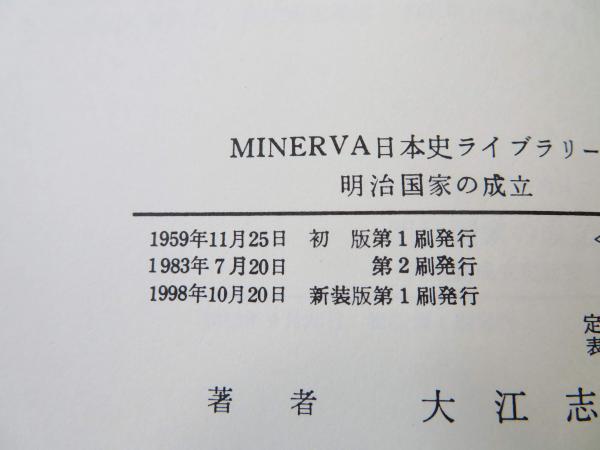 MINERVA日本史ライブラリー
明治国家の成立
1959年11月25日 初 版第1刷発行
1983年7月20日 第2刷発行
1998年10月20日 新装版第1刷発行
定
表
著 者 大 江 志